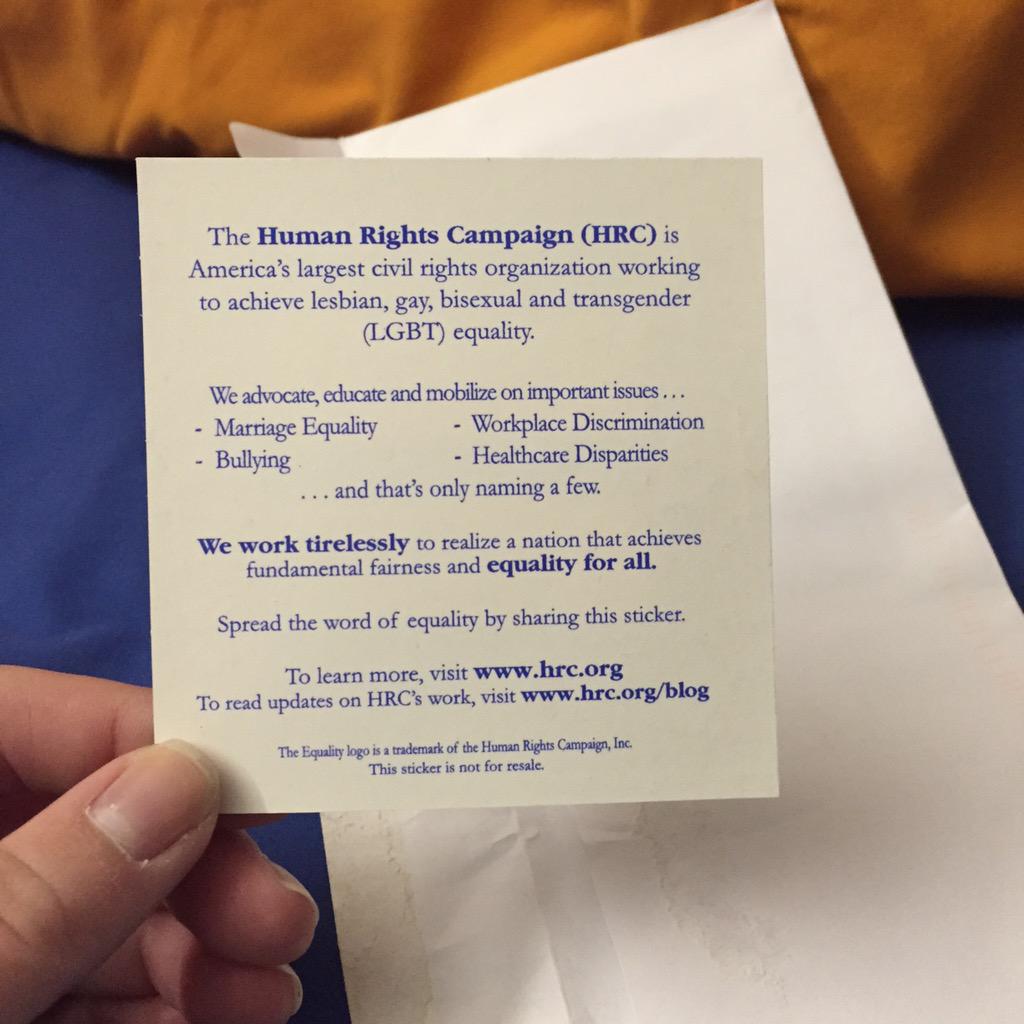 The Human Rights Campaign (HRC) is
America's largest civil rights organization working
to achieve lesbian, gay, bisexual and transgender
(LGBT) equality.
We advocate, educate and mobilize on important issues . . .
- Marriage Equality - Workplace Discrimination
- Bullying - Healthcare Disparities
. . . and that's only naming a few.
We work tirelessly to realize a nation that achieves
fundamental fairness and equality for all.
Spread the word of equality by sharing this sticker.
To learn more, visit www.hrc.org
To read updates on HRC's work, visit www.hrc.org/blog
The Equality logo is a trademark of the Human Rights Campaign, Inc.
This sticker is not for resale.